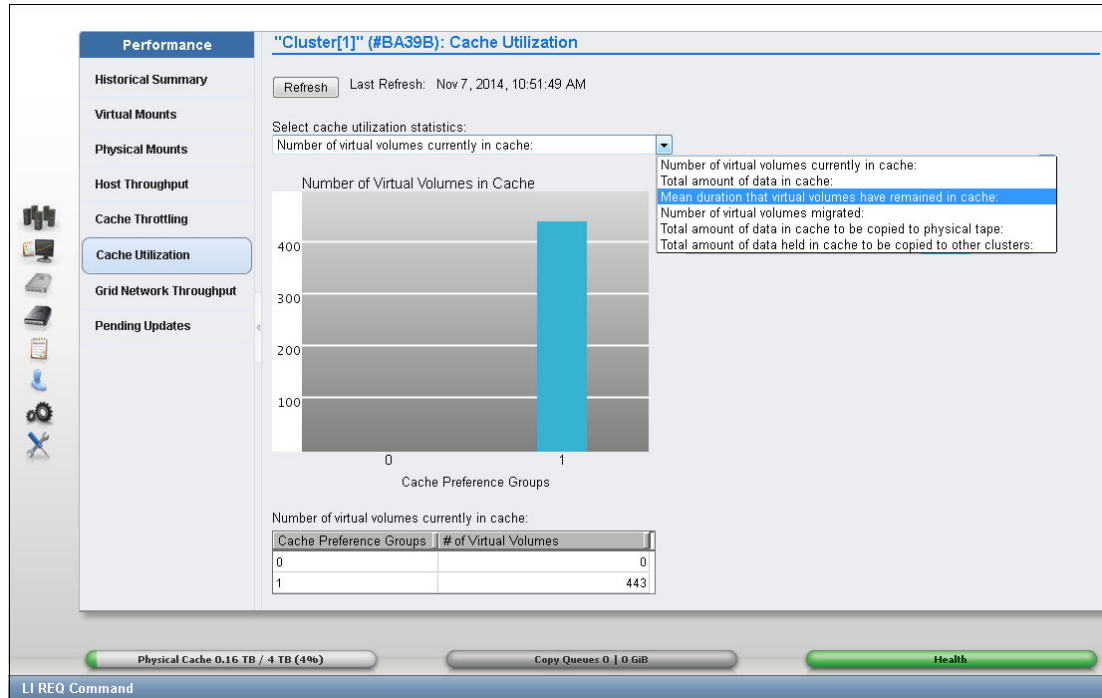 Performance
Historical Summary
Virtual Mounts
Physical Mounts
Host Throughput
Cache Throttling
Cache Utilization
Grid Network Throughput
Pending Updates
"Cluster[1]" (#BA39B): Cache Utilization
Refresh Last Refresh: Nov 7, 2014, 10:51:49 AM
Select cache utilization statistics:
Number of virtual volumes currently in cache:
Number of virtual volumes currently in cache:
Total amount of data in cache:
Mean duration that virtual volumes have remained in cache:
Number of virtual volumes migrated:
Total amount of data in cache to be copied to physical tape:
Total amount of data held in cache to be copied to other clusters:
Number of Virtual Volumes in Cache
400
300
200
100
0 1
Cache Preference Groups
Number of virtual volumes currently in cache:
Cache Preference Groups # of Virtual Volumes
0 0
1 443
Physical Cache 0.16 TB / 4 TB (4%) Copy Queues 0 | 0 GiB Health
LI REQ Command